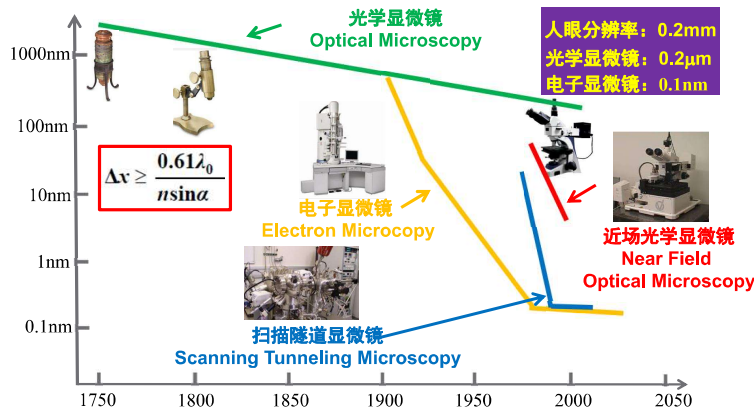 光学显微镜
Optical Microscopy
人眼分辨率：0.2mm
光学显微镜：0.2μm
电子显微镜：0.1nm
1000nm
100nm
10nm
1nm
0.1nm
Δx ≥ 0.61λ₀ / n sinα
电子显微镜
Electron Microcopy
近场光学显微镜
Near Field
Optical Microscopy
扫描隧道显微镜
Scanning Tunneling Microscopy
1750 1800 1850 1900 1950 2000 2050